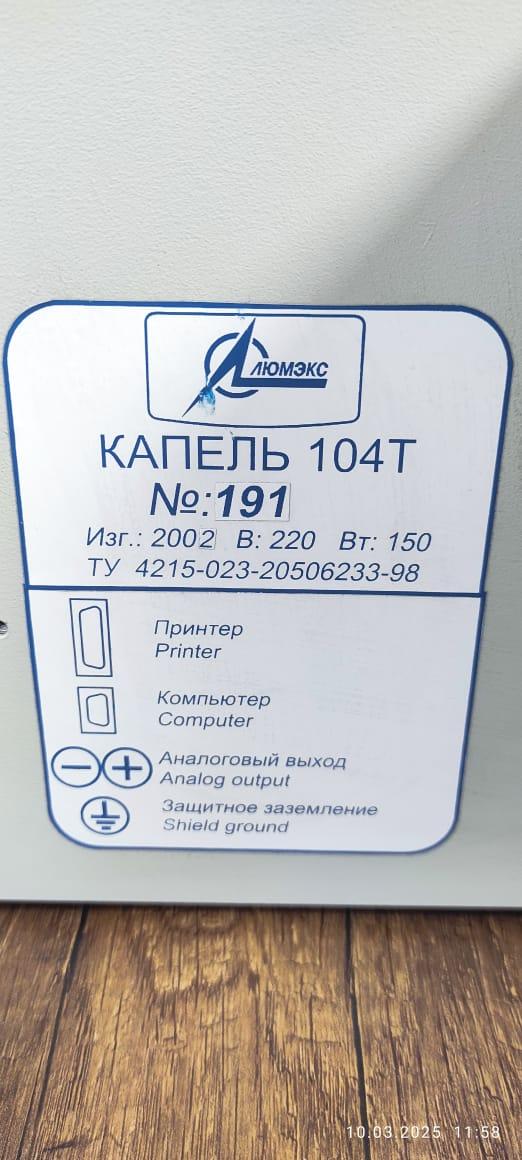 ЛЮМЭКС
КАПЕЛЬ 104Т
№:191
Изг.: 2002 В: 220 Вт: 150
ТУ 4215-023-20506233-98
Принтер
Printer
Компьютер
Computer
Аналоговый выход
Analog output
Защитное заземление
Shield ground
10.03.2025 11:58